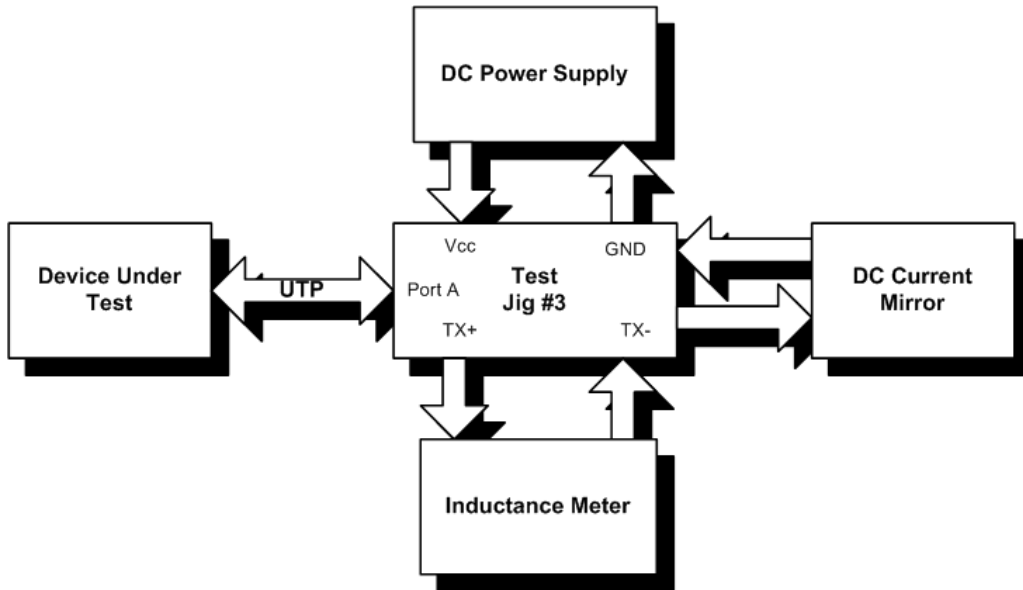 DC Power Supply
Device Under
Test
UTP
Vcc
GND
Port A
Test
Jig #3
TX+
TX-
DC Current
Mirror
Inductance Meter